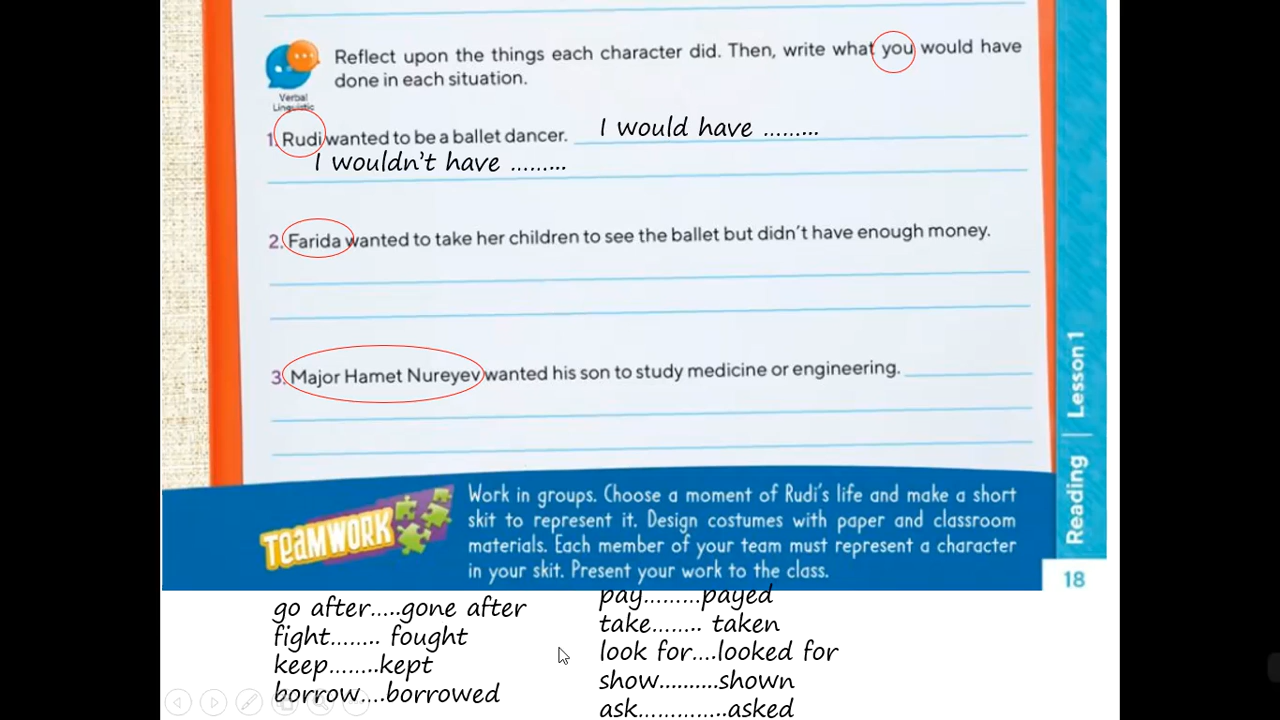 Reflect upon the things each character did. Then, write what you would have
done in each situation.
Verbal
Linguistic
1. Rudi wanted to be a ballet dancer. I would have .........
I wouldn't have .........
2. Farida wanted to take her children to see the ballet but didn't have enough money.
3. Major Hamet Nureyev wanted his son to study medicine or engineering.
Reading | Lesson 1
TEAMWORK
Work in groups. Choose a moment of Rudi's life and make a short
skit to represent it. Design costumes with paper and classroom
materials. Each member of your team must represent a character
in your skit. Present your work to the class.
18
go after.....gone after
fight........ fought
keep........kept
borrow....borrowed
pay.........payed
take........ taken
look for....looked for
show..........shown
ask.............asked